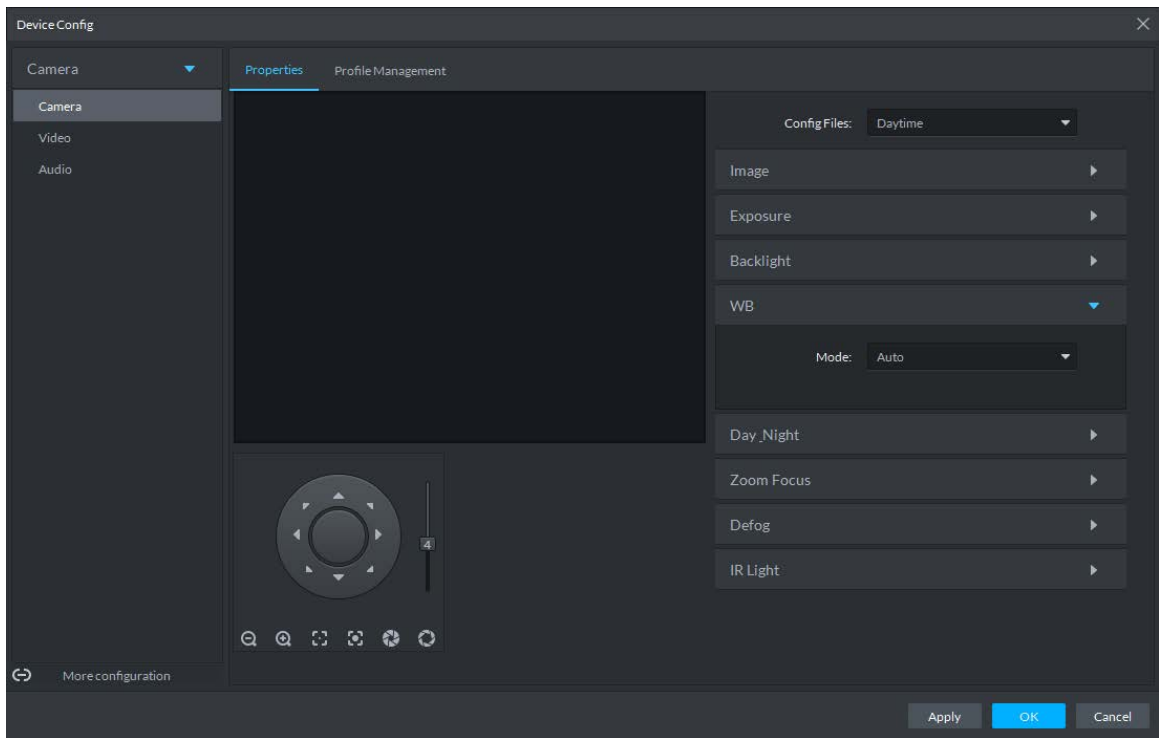 Device Config
Camera
Properties
Profile Management
Camera
Video
Audio
Config Files: Daytime
Image
Exposure
Backlight
WB
Mode: Auto
Day_Night
Zoom Focus
Defog
IR Light
4
More configuration
Apply
OK
Cancel